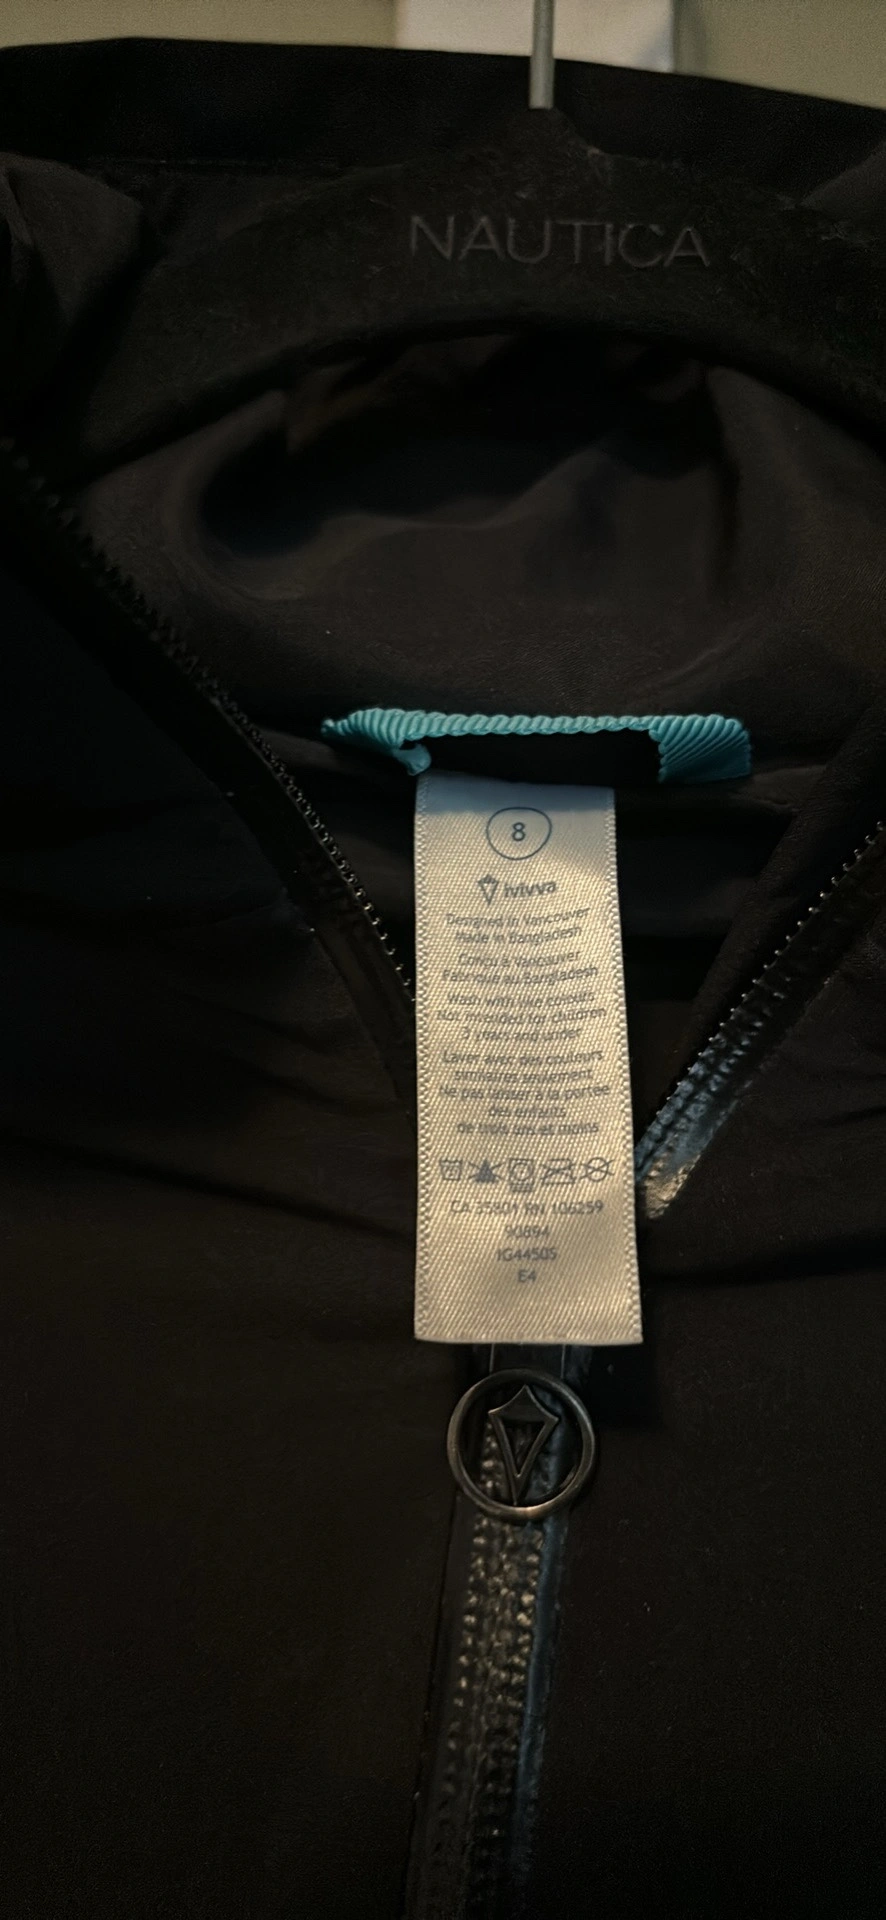 NAUTICA
8
ivivva
Designed in Vancouver
Made in Bangladesh
Conçu à Vancouver
Fabriqué au Bangladesh
Wash with like colours
Not intended for children
3 years and under
Laver avec des couleurs
similaires seulement
Ne pas laisser à la portée
des enfants
de trois ans et moins
CA 35801 RN 106259
90894
IG4450S
E4